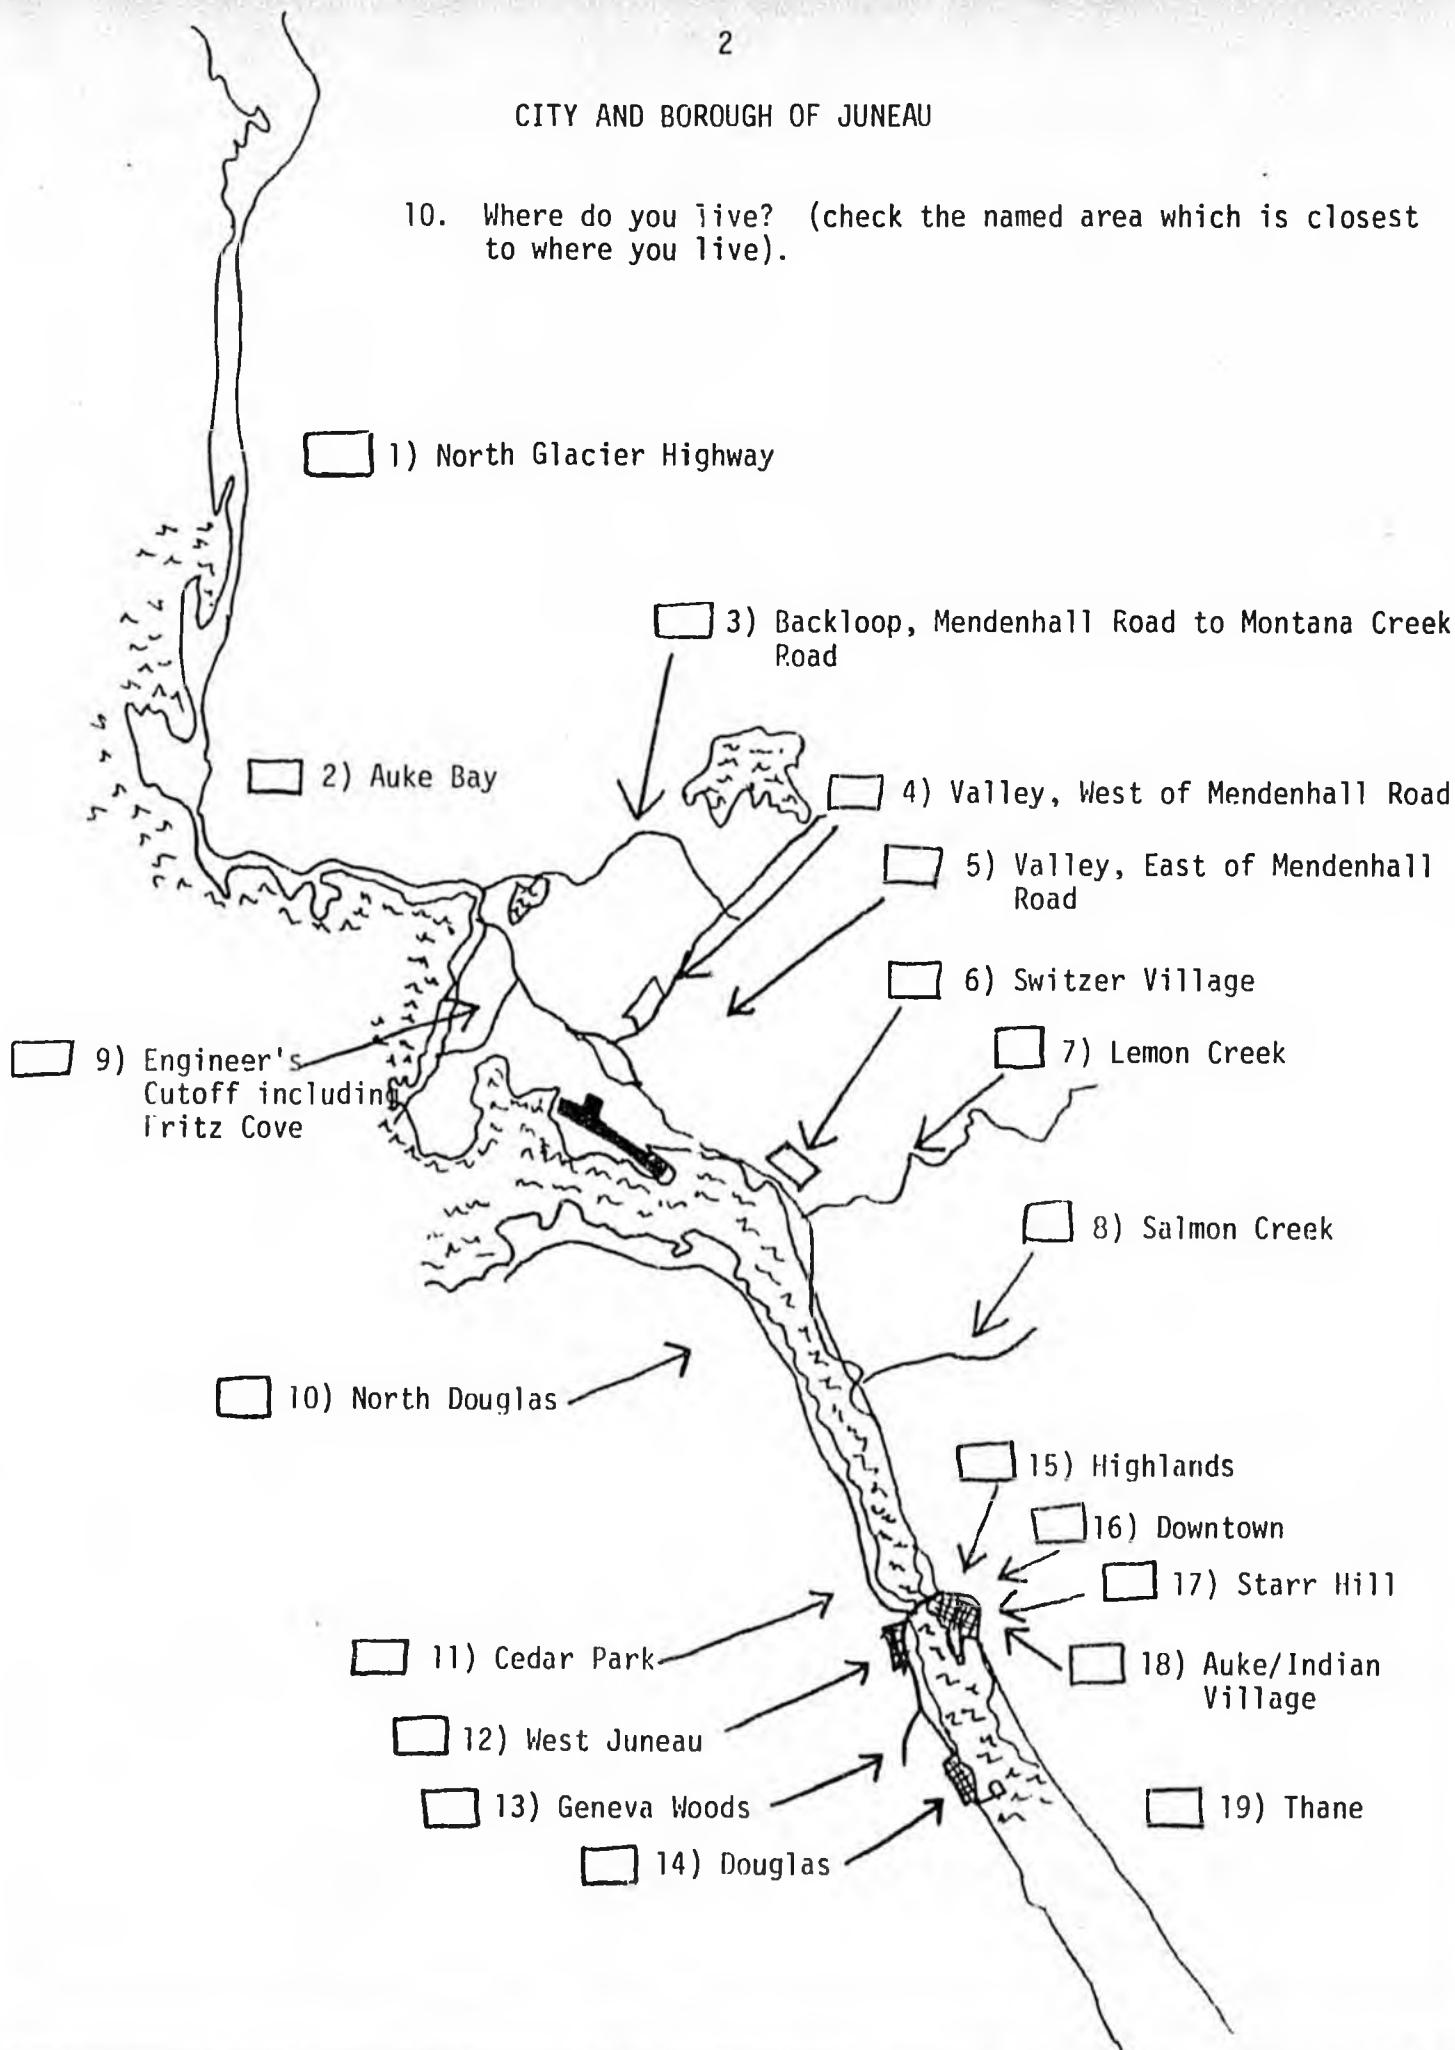 2
CITY AND BOROUGH OF JUNEAU
10. Where do you live? (check the named area which is closest
to where you live).
1) North Glacier Highway
3) Backloop, Mendenhall Road to Montana Creek
Road
2) Auke Bay
4) Valley, West of Mendenhall Road
5) Valley, East of Mendenhall
Road
6) Switzer Village
7) Lemon Creek
9) Engineer's
Cutoff including
Fritz Cove
8) Salmon Creek
10) North Douglas
15) Highlands
16) Downtown
17) Starr Hill
11) Cedar Park
18) Auke/Indian
Village
12) West Juneau
13) Geneva Woods
19) Thane
14) Douglas